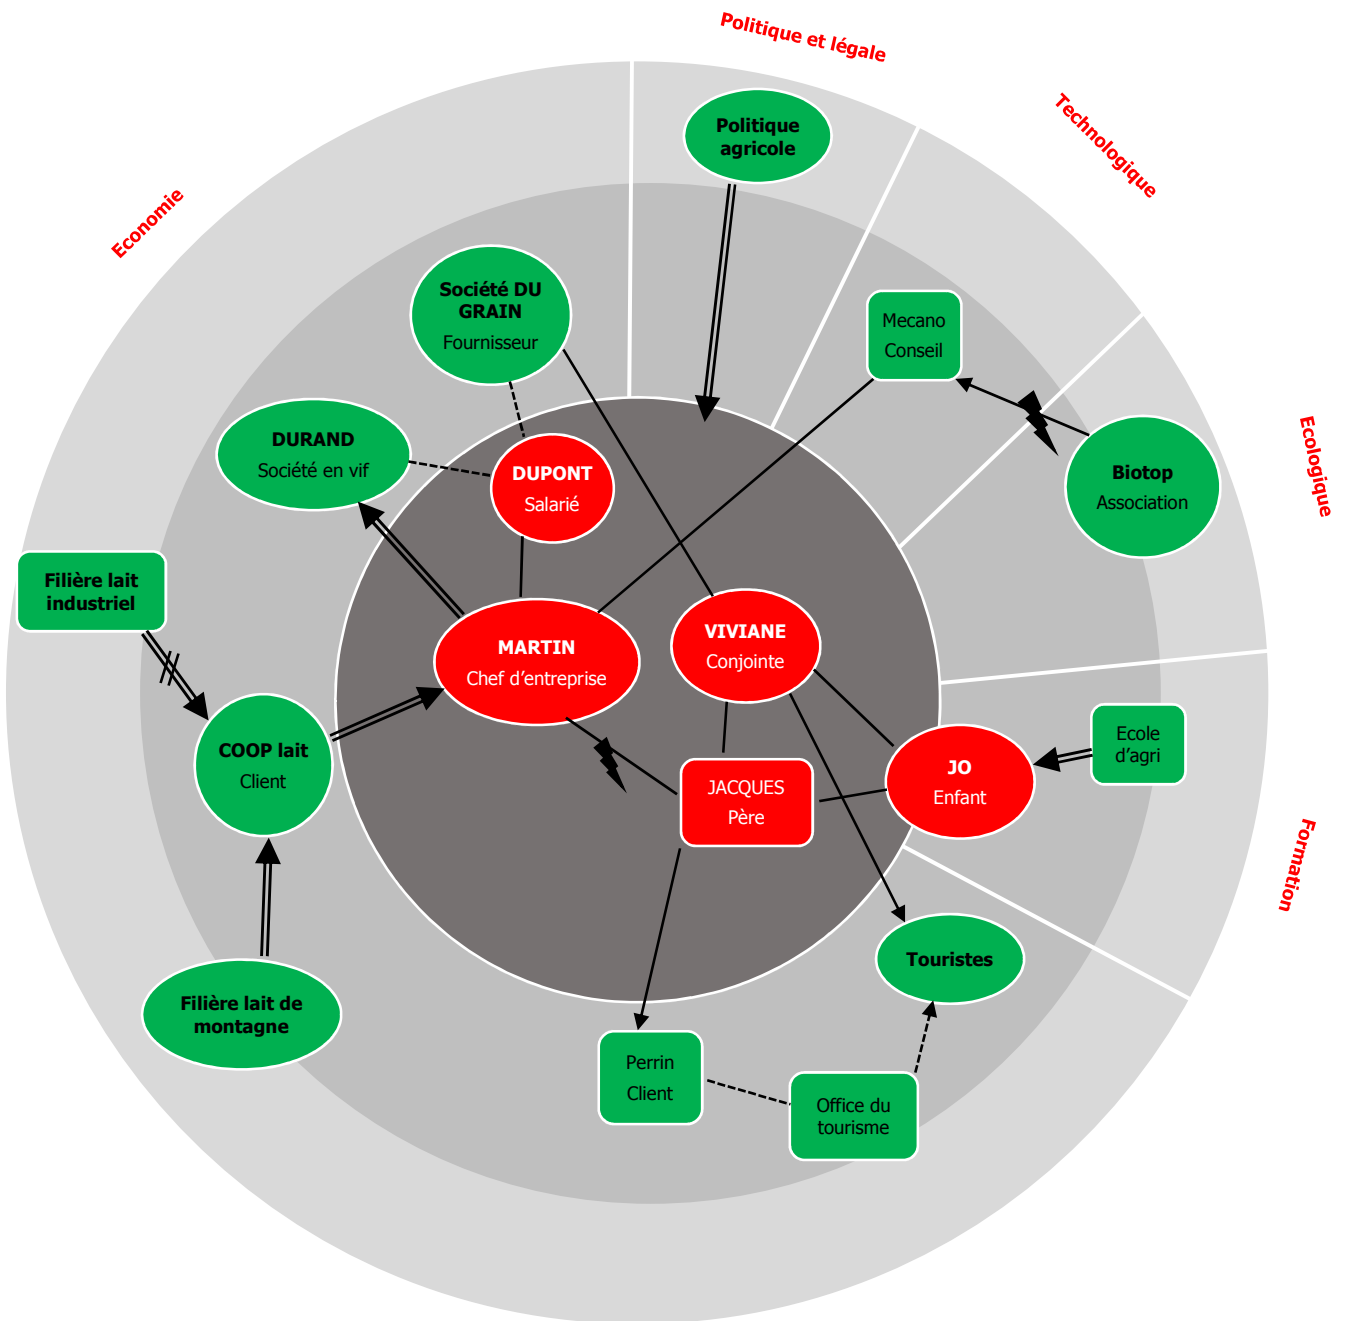 Politique et légale
Technologique
Economie
Politique
agricole
Société DU
GRAIN
Fournisseur
Mecano
Conseil
DURAND
Société en vif
DUPONT
Salarié
Biotop
Association
Ecologique
Filière lait
industriel
MARTIN
Chef d'entreprise
VIVIANE
Conjointe
COOP lait
Client
JACQUES
Père
JO
Enfant
Ecole
d'agri
Formation
Filière lait de
montagne
Touristes
Perrin
Client
Office du
tourisme